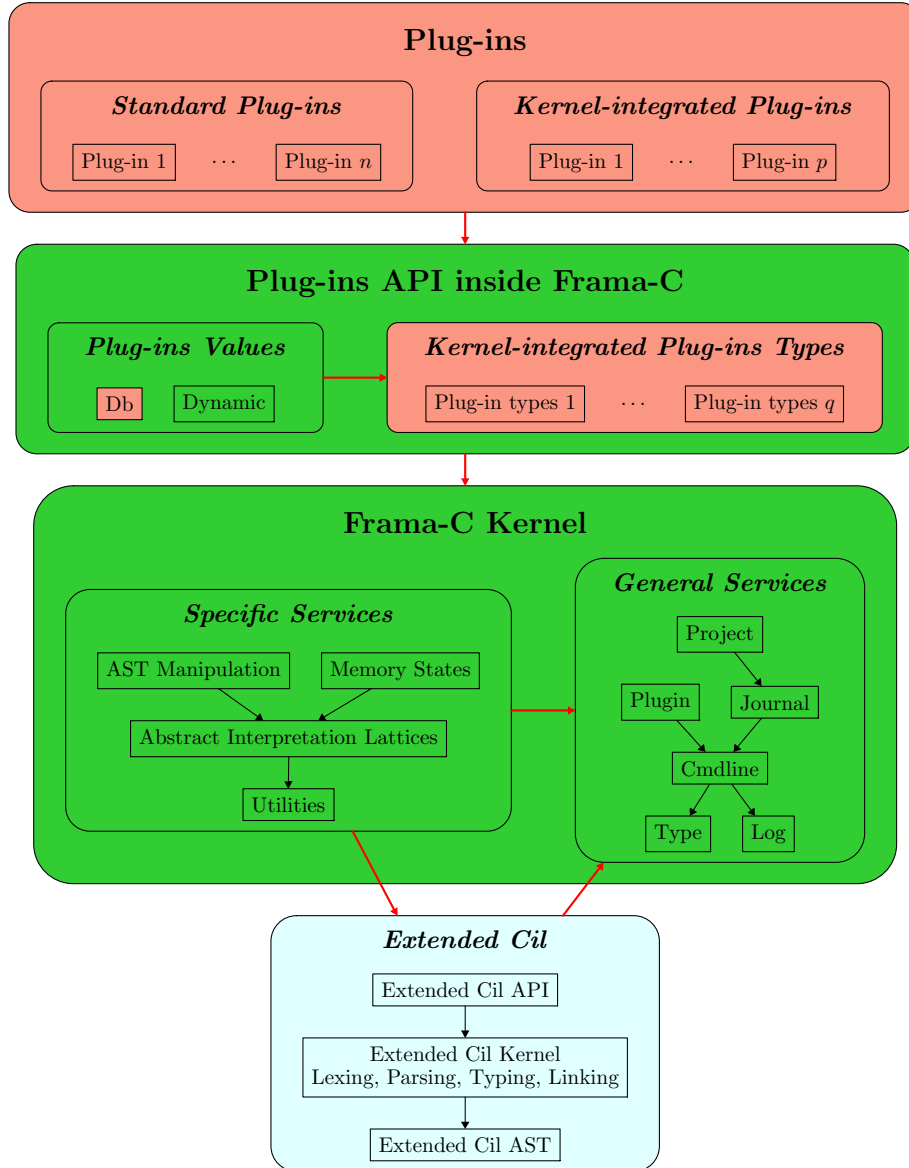 Plug-ins
Standard Plug-ins
Plug-in 1 ... Plug-in n
Kernel-integrated Plug-ins
Plug-in 1 ... Plug-in p
Plug-ins API inside Frama-C
Plug-ins Values
Db Dynamic
Kernel-integrated Plug-ins Types
Plug-in types 1 ... Plug-in types q
Frama-C Kernel
Specific Services
AST Manipulation Memory States
Abstract Interpretation Lattices
Utilities
General Services
Project
Plugin Journal
Cmdline
Type Log
Extended Cil
Extended Cil API
Extended Cil Kernel
Lexing, Parsing, Typing, Linking
Extended Cil AST